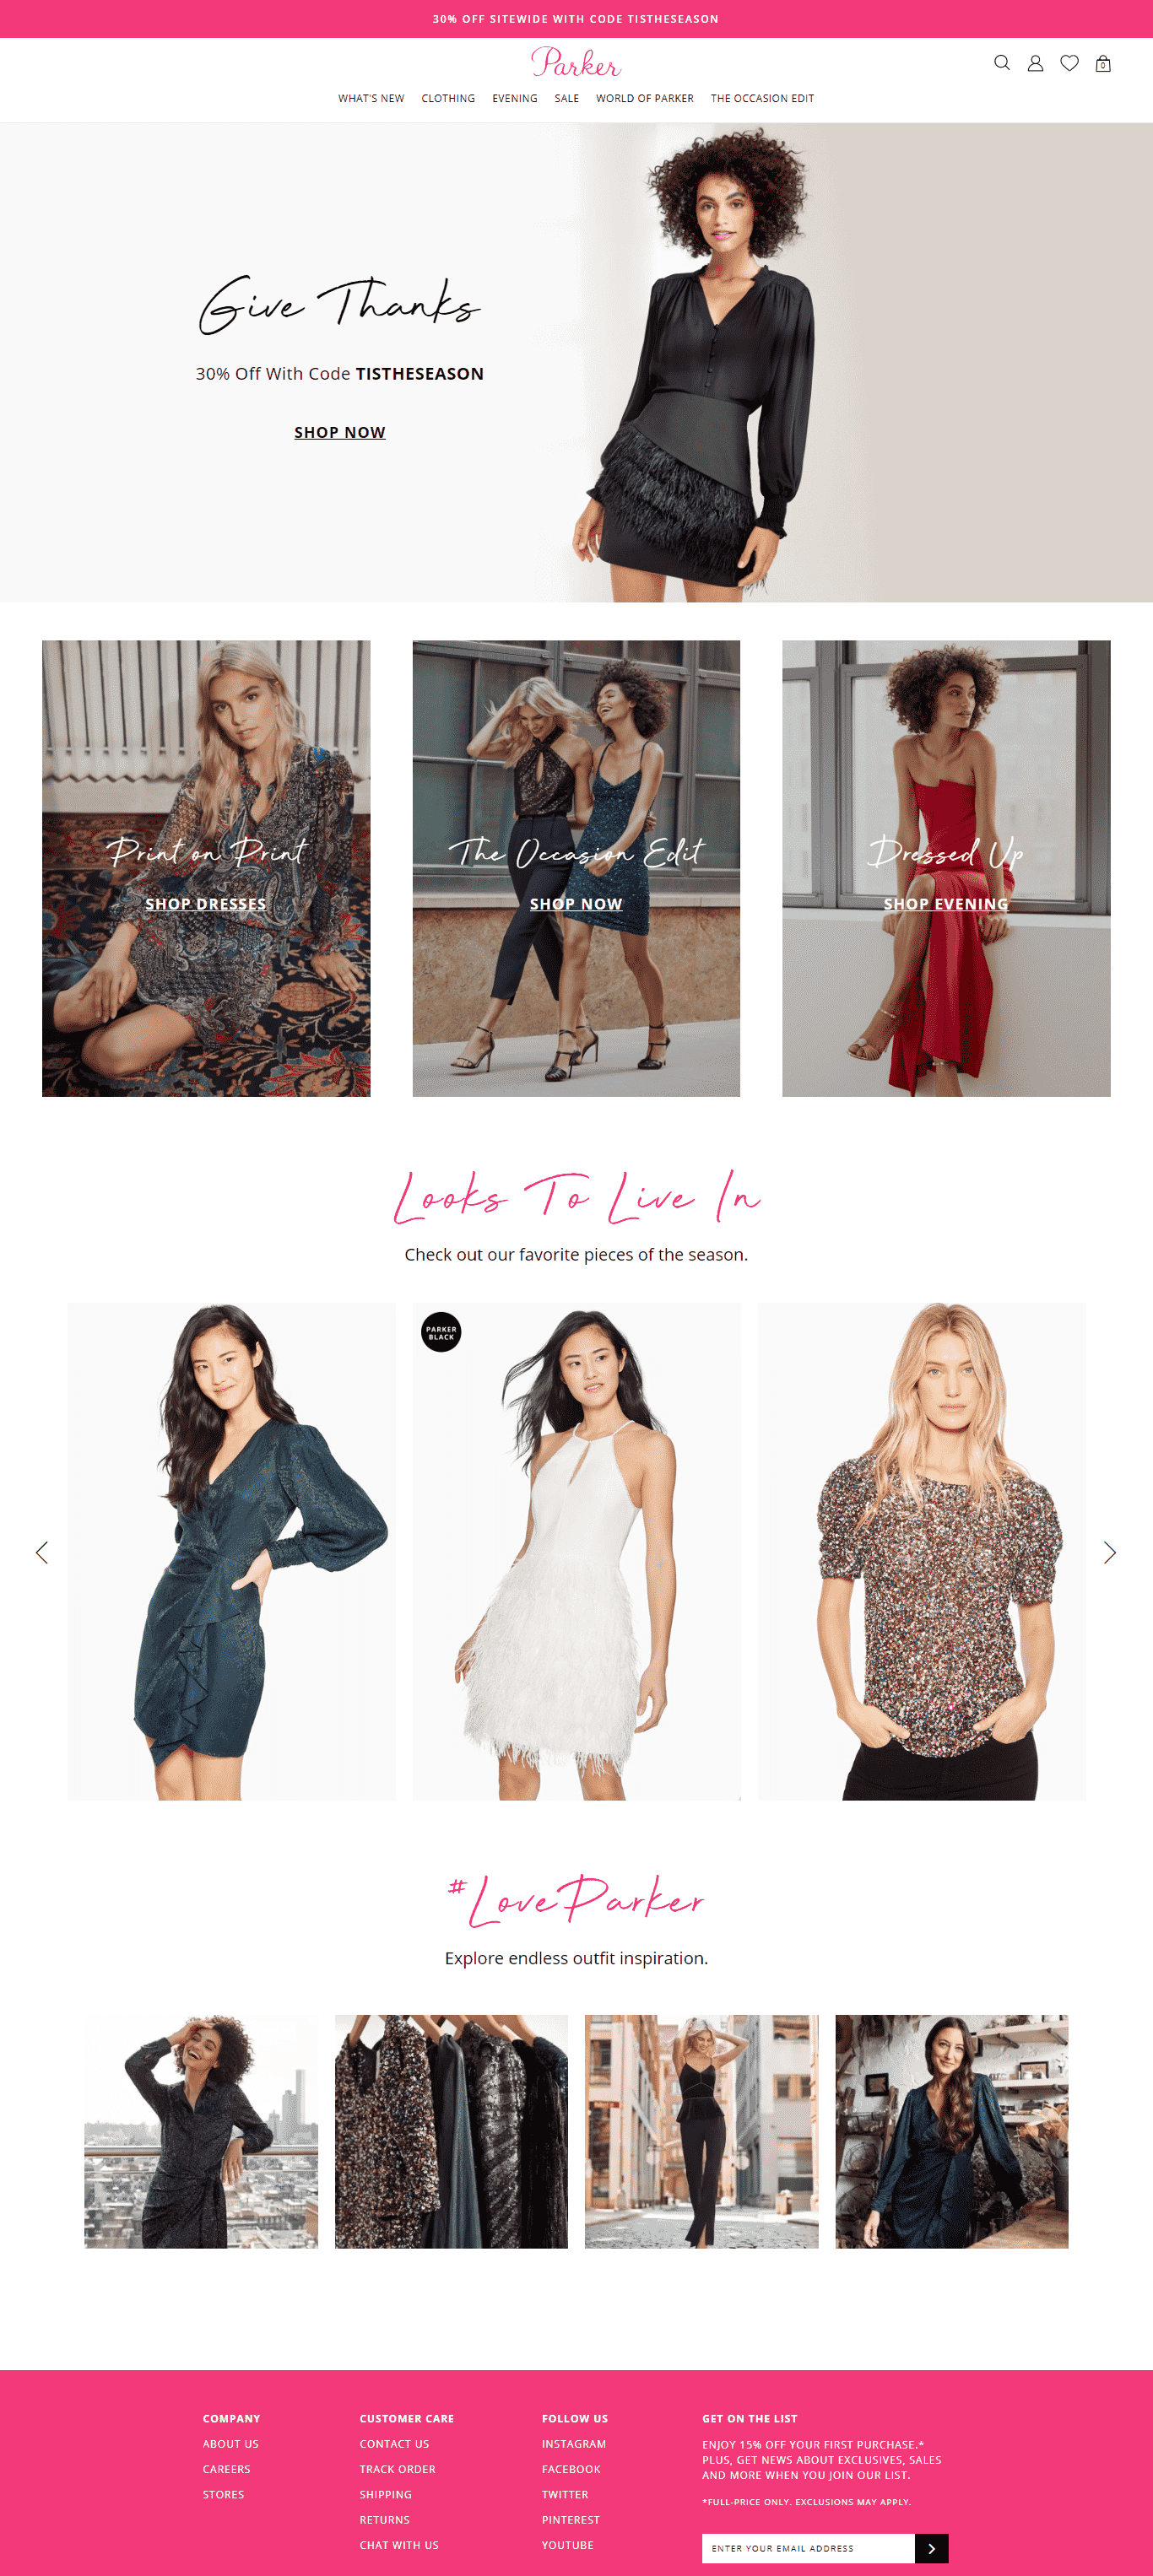 30% OFF SITEWIDE WITH CODE TISTHESEASON
Parker
0
WHAT'S NEW CLOTHING EVENING SALE WORLD OF PARKER THE OCCASION EDIT
Give Thanks
30% Off With Code TISTHESEASON
SHOP NOW
Print on Print
SHOP DRESSES
The Occasion Edit
SHOP NOW
Dressed Up
SHOP EVENING
Looks To Live In
Check out our favorite pieces of the season.
PARKER
BLACK
#LoveParker
Explore endless outfit inspiration.
COMPANY
ABOUT US
CAREERS
STORES
CUSTOMER CARE
CONTACT US
TRACK ORDER
SHIPPING
RETURNS
CHAT WITH US
FOLLOW US
INSTAGRAM
FACEBOOK
TWITTER
PINTEREST
YOUTUBE
GET ON THE LIST
ENJOY 15% OFF YOUR FIRST PURCHASE.*
PLUS, GET NEWS ABOUT EXCLUSIVES, SALES
AND MORE WHEN YOU JOIN OUR LIST.
*FULL-PRICE ONLY. EXCLUSIONS MAY APPLY.
ENTER YOUR EMAIL ADDRESS